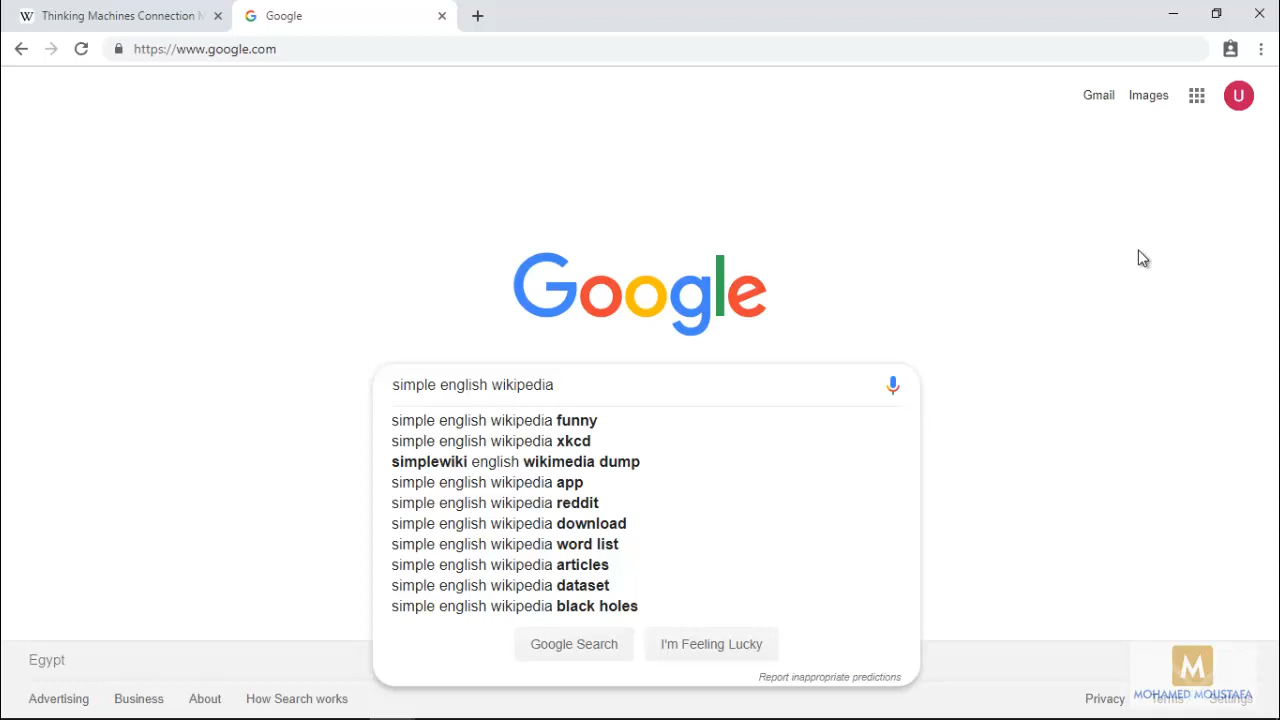 Thinking Machines Connection
Google
https://www.google.com
Gmail Images
U
Google
simple english wikipedia
simple english wikipedia funny
simple english wikipedia xkcd
simplewiki english wikimedia dump
simple english wikipedia app
simple english wikipedia reddit
simple english wikipedia download
simple english wikipedia word list
simple english wikipedia articles
simple english wikipedia dataset
simple english wikipedia black holes
Google Search I'm Feeling Lucky
Report inappropriate predictions
Egypt
Advertising Business About How Search works Privacy Terms Settings
M
MOHAMED MOUSTAFA